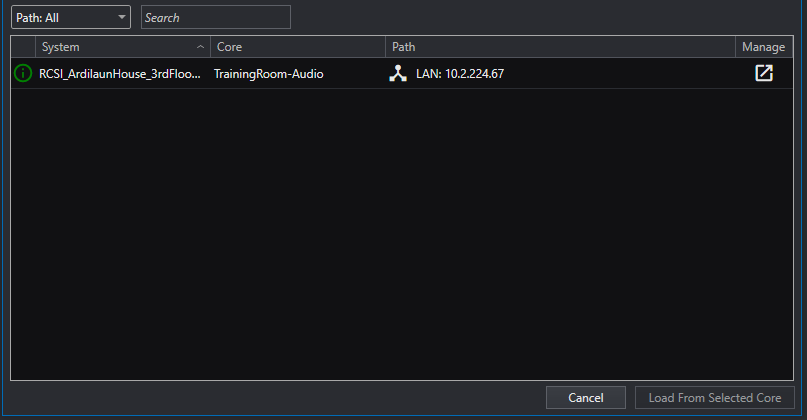 Path: All Search
System Core Path Manage
RCSI_ArdilaunHouse_3rdFloo... TrainingRoom-Audio LAN: 10.2.224.67
Cancel Load From Selected Core